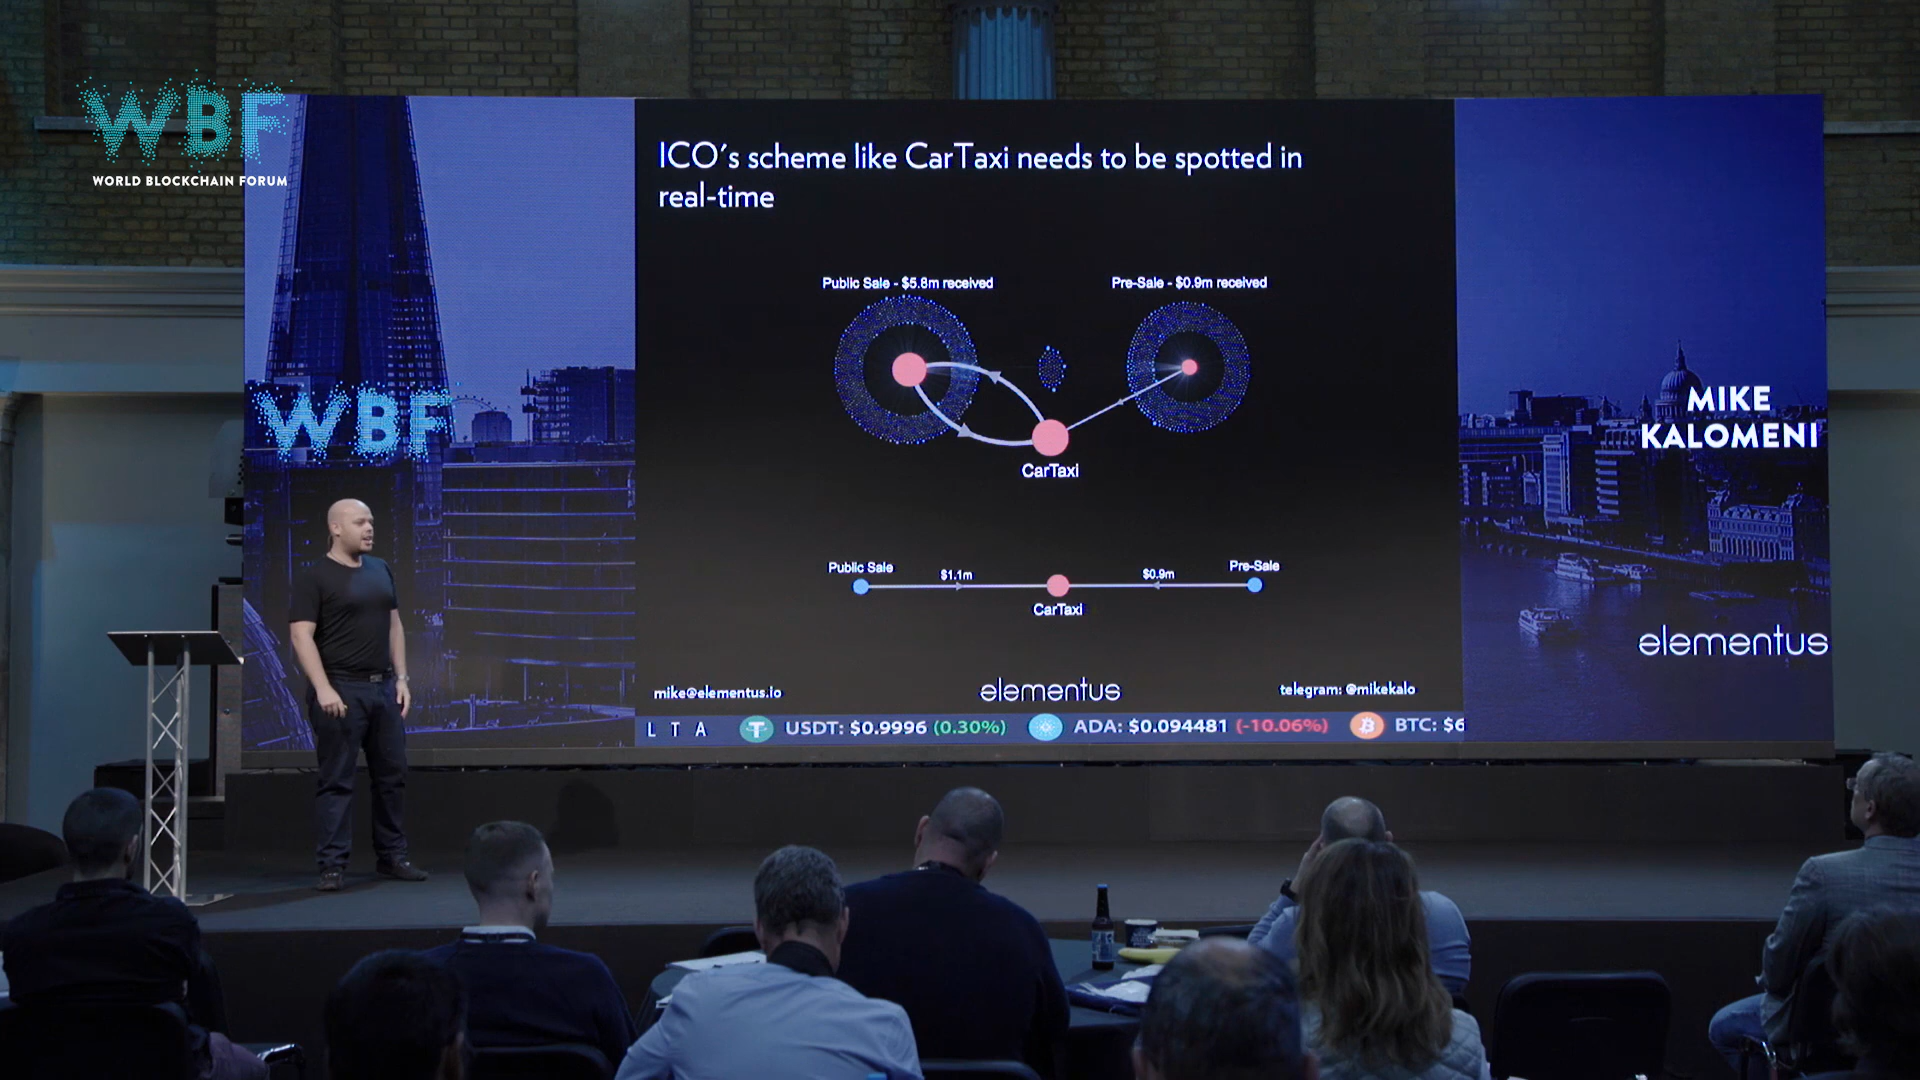 WBF
WORLD BLOCKCHAIN FORUM
ICO's scheme like CarTaxi needs to be spotted in
real-time
Public Sale - $5.8m received
Pre-Sale - $0.9m received
CarTaxi
WBF
MIKE
KALOMENI
Public Sale
$1.1m
$0.9m
Pre-Sale
CarTaxi
elementus
mike@elementus.io
elementus
telegram: @mikekalo
LTA USDT: $0.9996 (0.30%) ADA: $0.094481 (-10.06%) BTC: $6